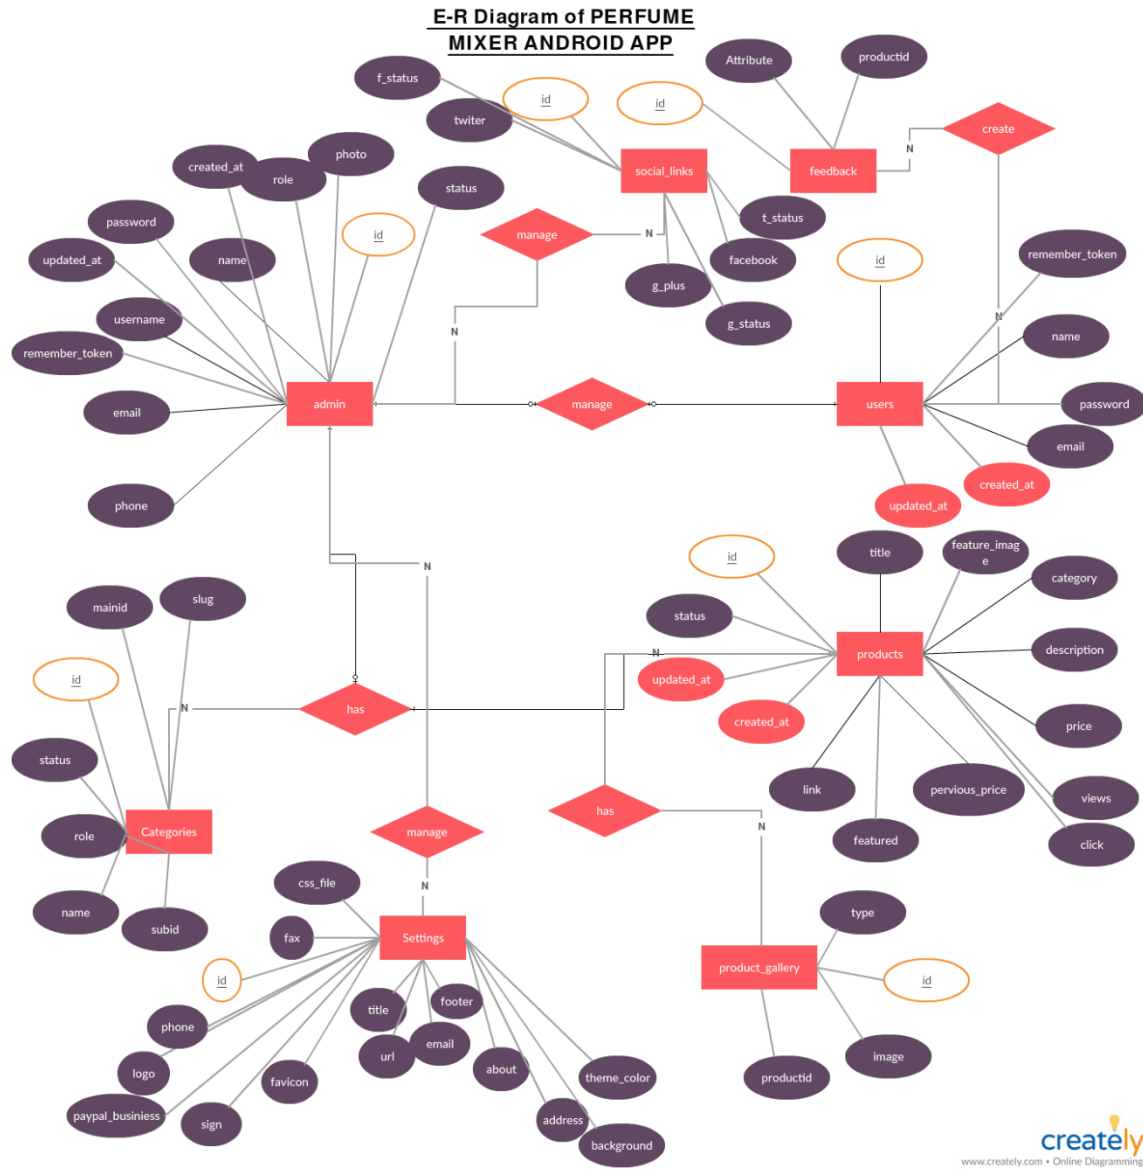 E-R Diagram of PERFUME
MIXER ANDROID APP
f_status
id
twiter
id
Attribute
productid
create
N
feedback
social_links
created_at
role
photo
status
password
id
name
updated_at
username
remember_token
email
phone
admin
manage
N
N
t_status
facebook
g_plus
g_status
id
remember_token
N
name
manage
users
password
email
created_at
updated_at
id
title
feature_imag
e
category
status
N
products
description
updated_at
created_at
price
link
pervious_price
views
featured
click
N
mainid
slug
id
N
has
status
role
Categories
name
subid
manage
N
has
N
css_file
fax
Settings
id
title
footer
phone
url
email
logo
favicon
about
theme_color
paypal_businiess
sign
address
background
type
product_gallery
id
image
productid
creately
www.creately.com • Online Diagramming